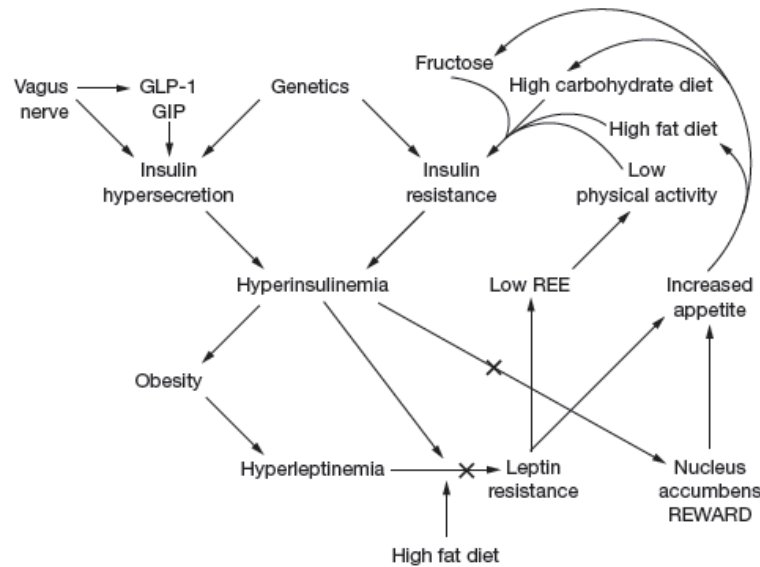 Fructose
Vagus
nerve
GLP-1
GIP
Genetics
High carbohydrate diet
High fat diet
Insulin
hypersecretion
Insulin
resistance
Low
physical activity
Hyperinsulinemia
Low REE
Increased
appetite
Obesity
Hyperleptinemia
Leptin
resistance
Nucleus
accumbens
REWARD
High fat diet